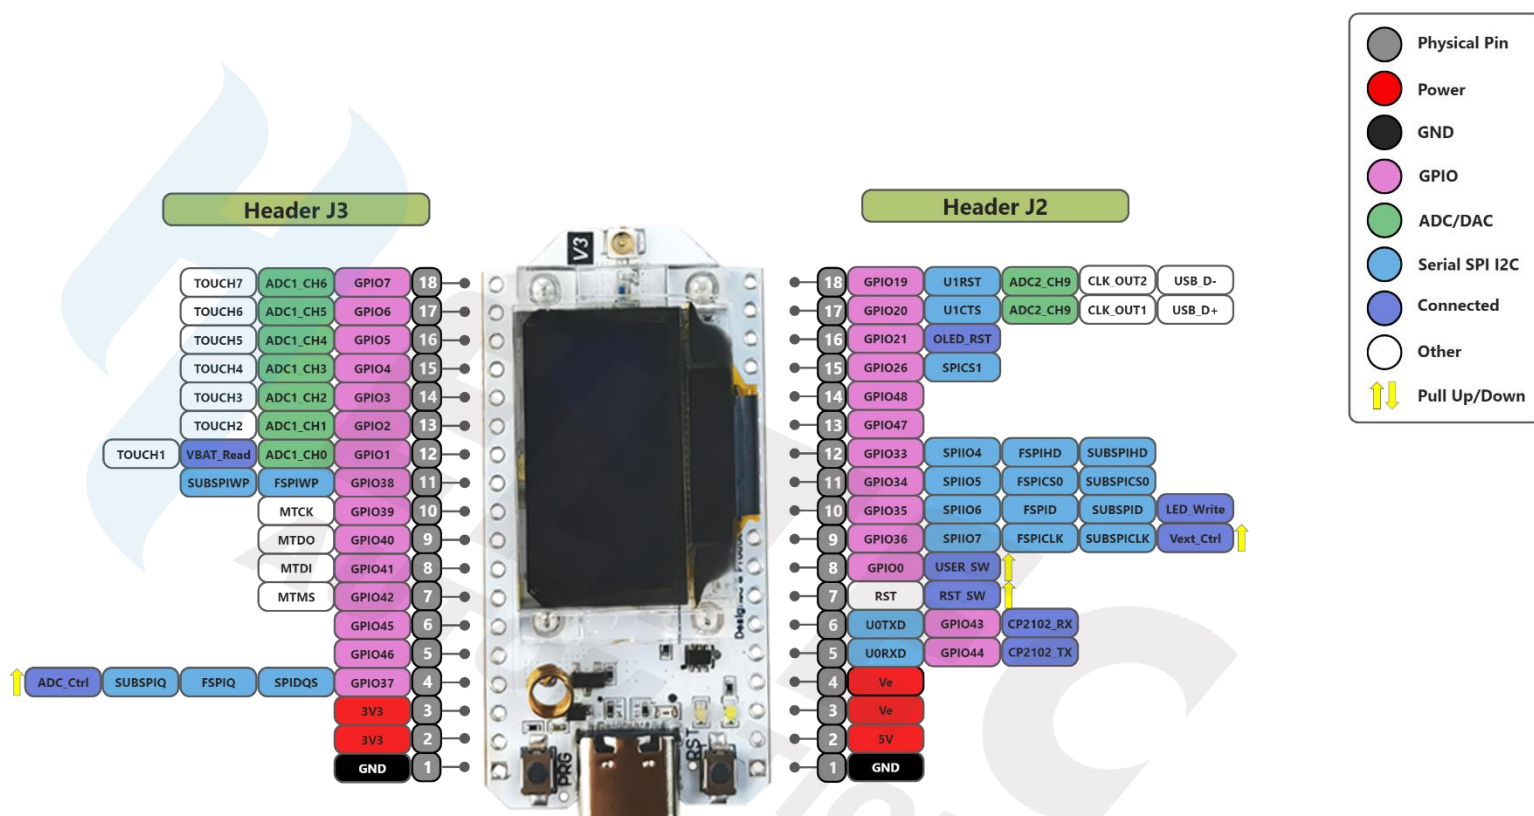 Physical Pin
Power
GND
GPIO
ADC/DAC
Serial SPI I2C
Connected
Other
Pull Up/Down
Header J3
Header J2
V3
TOUCH7 ADC1_CH6 GPIO7 18
TOUCH6 ADC1_CH5 GPIO6 17
TOUCH5 ADC1_CH4 GPIO5 16
TOUCH4 ADC1_CH3 GPIO4 15
TOUCH3 ADC1_CH2 GPIO3 14
TOUCH2 ADC1_CH1 GPIO2 13
TOUCH1 VBAT_Read ADC1_CH0 GPIO1 12
SUBSPIWP FSPIWP GPIO38 11
MTCK GPIO39 10
MTDO GPIO40 9
MTDI GPIO41 8
MTMS GPIO42 7
GPIO45 6
GPIO46 5
ADC_Ctrl SUBSPIQ FSPIQ SPIDQS GPIO37 4
3V3 3
3V3 2
GND 1
18 GPIO19 U1RST ADC2_CH9 CLK_OUT2 USB_D-
17 GPIO20 U1CTS ADC2_CH9 CLK_OUT1 USB_D+
16 GPIO21 OLED_RST
15 GPIO26 SPICS1
14 GPIO48
13 GPIO47
12 GPIO33 SPIIO4 FSPIHD SUBSPIHD
11 GPIO34 SPIIO5 FSPICS0 SUBSPICS0
10 GPIO35 SPIIO6 FSPID SUBSPID LED_Write
9 GPIO36 SPIIO7 FSPICLK SUBSPICLK Vext_Ctrl
8 GPIO0 USER_SW
7 RST RST_SW
6 U0TXD GPIO43 CP2102_RX
5 U0RXD GPIO44 CP2102_TX
4 Ve
3 Ve
2 5V
1 GND
PRG
RST